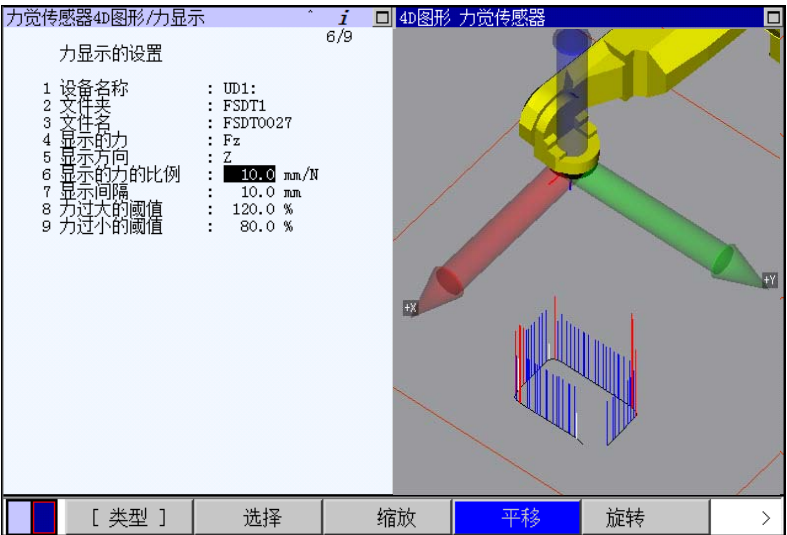 力觉传感器4D图形/力显示 i
6/9
力显示的设置
1 设备名称 : UD1:
2 文件夹 : FSDT1
3 文件名 : FSDT0027
4 显示的力 : Fz
5 显示方向 : Z
6 显示的力的比例 : 10.0 mm/N
7 显示间隔 : 10.0 mm
8 力过大的阈值 : 120.0 %
9 力过小的阈值 : 80.0 %
4D图形 力觉传感器
+Y
+X
[ 类型 ] 选择 缩放 平移 旋转 >